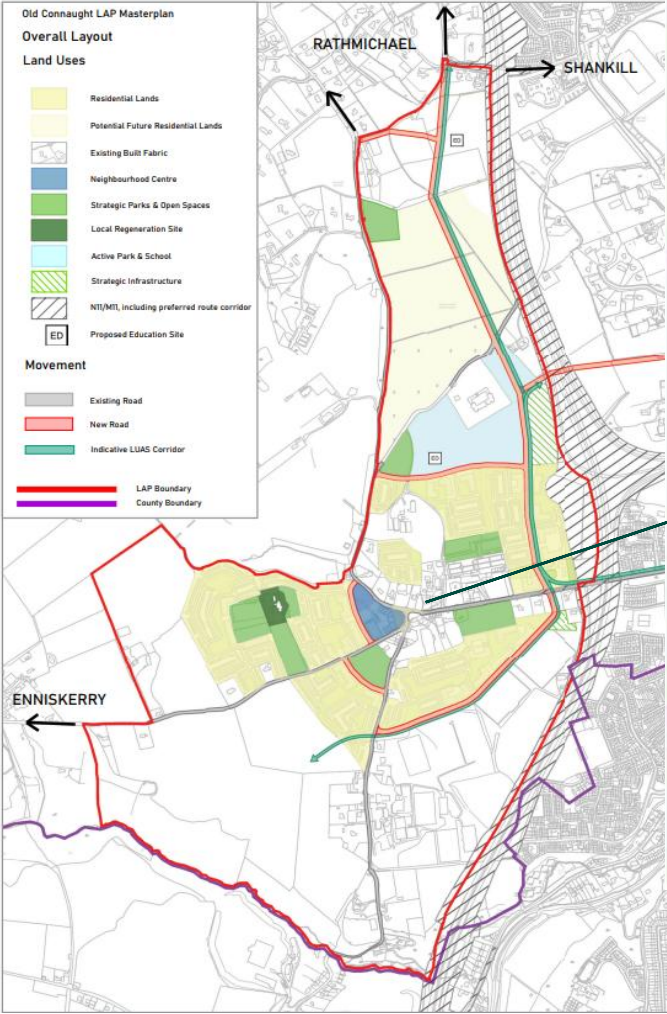 Old Connaught LAP Masterplan
Overall Layout
Land Uses
Residential Lands
Potential Future Residential Lands
Existing Built Fabric
Neighbourhood Centre
Strategic Parks & Open Spaces
Local Regeneration Site
Active Park & School
Strategic Infrastructure
N11/M11, including preferred route corridor
ED
Proposed Education Site
Movement
Existing Road
New Road
Indicative LUAS Corridor
LAP Boundary
County Boundary
RATHMICHAEL
SHANKILL
ED
ED
ENNISKERRY